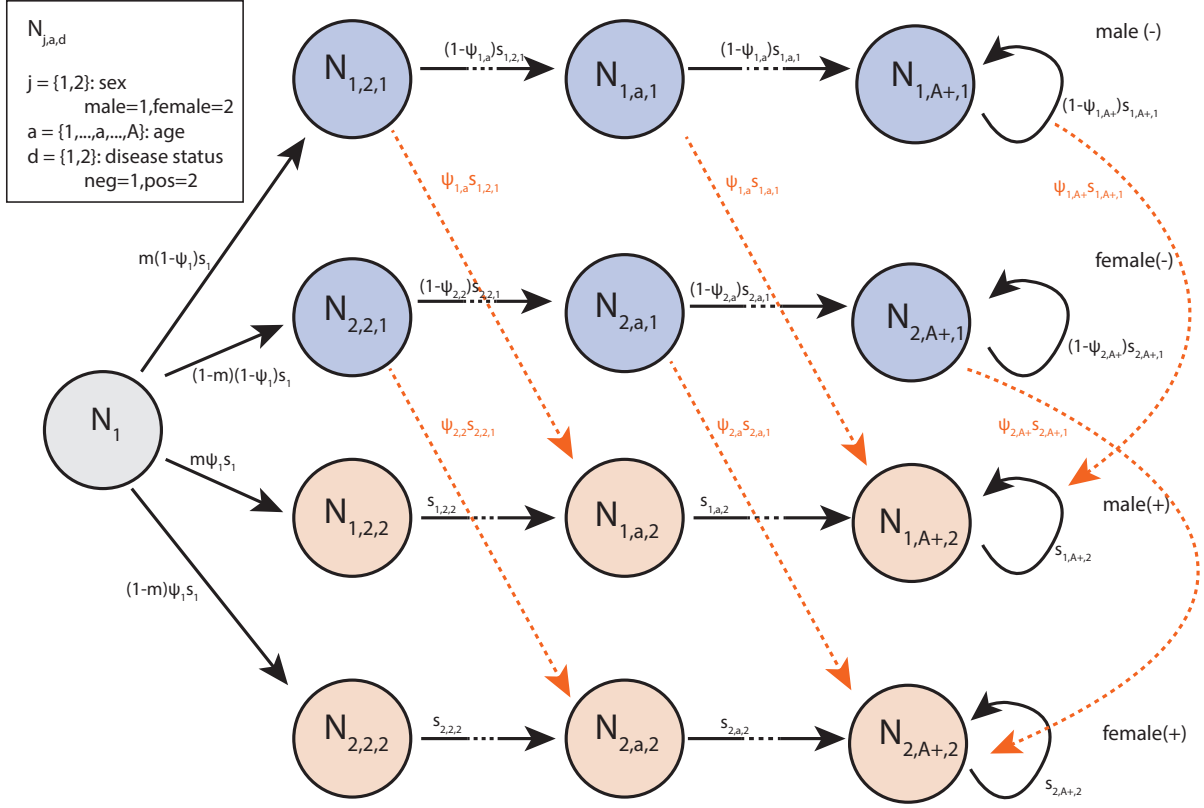 N_{j,a,d}
j = {1,2}: sex
male=1,female=2
a = {1,...,a,...,A}: age
d = {1,2}: disease status
neg=1,pos=2
N_{1,2,1}
(1-ψ_{1,a})s_{1,2,1}
N_{1,a,1}
(1-ψ_{1,a})s_{1,a,1}
N_{1,A+,1}
male (-)
(1-ψ_{1,A+})s_{1,A+,1}
ψ_{1,a}s_{1,2,1}
ψ_{1,a}s_{1,a,1}
ψ_{1,A+}s_{1,A+,1}
m(1-ψ_1)s_1
N_{2,2,1}
(1-ψ_{2,2})s_{2,2,1}
N_{2,a,1}
(1-ψ_{2,a})s_{2,a,1}
N_{2,A+,1}
female(-)
(1-ψ_{2,A+})s_{2,A+,1}
(1-m)(1-ψ_1)s_1
N_1
ψ_{2,2}s_{2,2,1}
ψ_{2,a}s_{2,a,1}
ψ_{2,A+}s_{2,A+,1}
mψ_1s_1
N_{1,2,2}
s_{1,2,2}
N_{1,a,2}
s_{1,a,2}
N_{1,A+,2}
male(+)
s_{1,A+,2}
(1-m)ψ_1s_1
N_{2,2,2}
s_{2,2,2}
N_{2,a,2}
s_{2,a,2}
N_{2,A+,2}
female(+)
s_{2,A+,2}